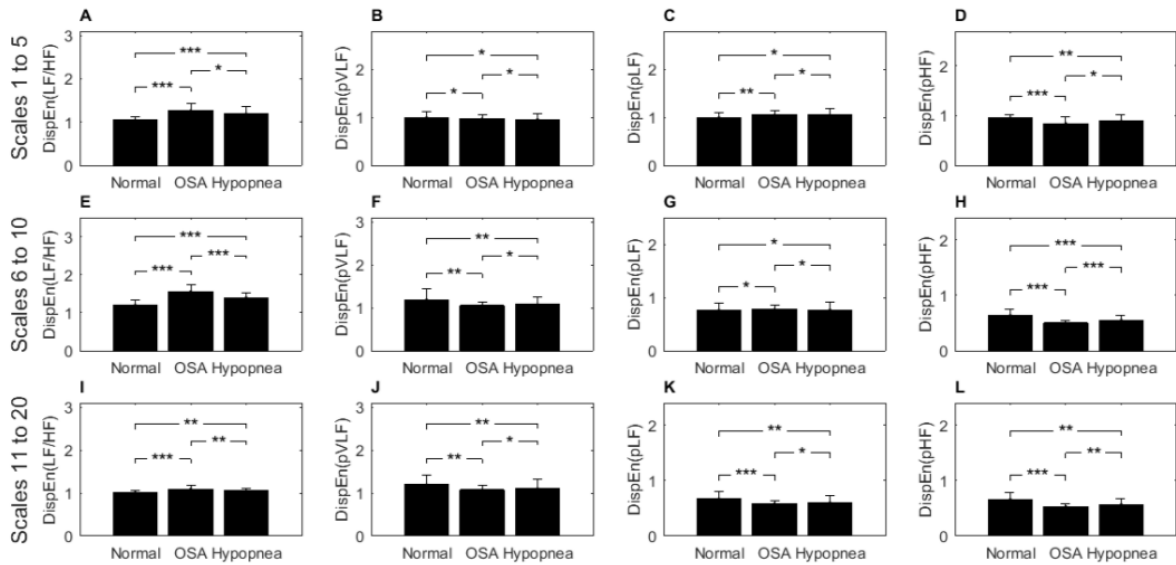 A
B
C
D
Scales 1 to 5
DispEn(LF/HF)
3
2
1
0
***
*
***
Normal OSA Hypopnea
DispEn(pVLF)
2
1
0
*
*
*
Normal OSA Hypopnea
DispEn(pLF)
2
1
0
*
*
**
Normal OSA Hypopnea
DispEn(pHF)
2
1
0
**
*
***
Normal OSA Hypopnea
E
F
G
H
Scales 6 to 10
DispEn(LF/HF)
3
2
1
0
***
***
***
Normal OSA Hypopnea
DispEn(pVLF)
3
2
1
0
**
*
**
Normal OSA Hypopnea
DispEn(pLF)
2
1
0
*
*
*
Normal OSA Hypopnea
DispEn(pHF)
2
1
0
***
***
***
Normal OSA Hypopnea
I
J
K
L
Scales 11 to 20
DispEn(LF/HF)
3
2
1
0
**
**
***
Normal OSA Hypopnea
DispEn(pVLF)
3
2
1
0
**
*
**
Normal OSA Hypopnea
DispEn(pLF)
2
1
0
**
*
***
Normal OSA Hypopnea
DispEn(pHF)
2
1
0
**
**
***
Normal OSA Hypopnea